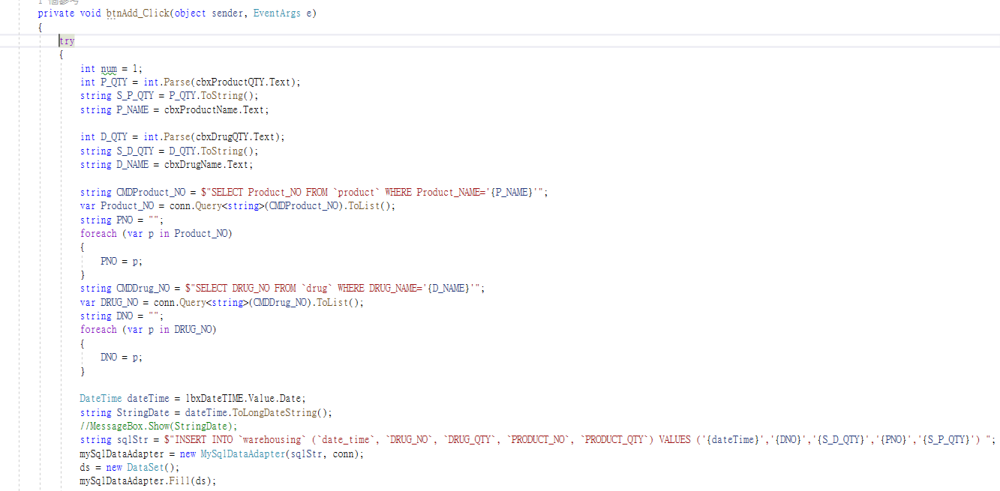 1 個參考
private void btnAdd_Click(object sender, EventArgs e)
{
try
{
int num = 1;
int P_QTY = int.Parse(cbxProductQTY.Text);
string S_P_QTY = P_QTY.ToString();
string P_NAME = cbxProductName.Text;
int D_QTY = int.Parse(cbxDrugQTY.Text);
string S_D_QTY = D_QTY.ToString();
string D_NAME = cbxDrugName.Text;
string CMDProduct_NO = $"SELECT Product_NO FROM `product` WHERE Product_NAME='{P_NAME}'";
var Product_NO = conn.Query<string>(CMDProduct_NO).ToList();
string PNO = "";
foreach (var p in Product_NO)
{
PNO = p;
}
string CMDDrug_NO = $"SELECT DRUG_NO FROM `drug` WHERE DRUG_NAME='{D_NAME}'";
var DRUG_NO = conn.Query<string>(CMDDrug_NO).ToList();
string DNO = "";
foreach (var p in DRUG_NO)
{
DNO = p;
}
DateTime dateTime = lbxDateTIME.Value.Date;
string StringDate = dateTime.ToLongDateString();
//MessageBox.Show(StringDate);
string sqlStr = $"INSERT INTO `warehousing` (`date_time`, `DRUG_NO`, `DRUG_QTY`, `PRODUCT_NO`, `PRODUCT_QTY`) VALUES ('{dateTime}','{DNO}','{S_D_QTY}','{PNO}','{S_P_QTY}') ";
mySqlDataAdapter = new MySqlDataAdapter(sqlStr, conn);
ds = new DataSet();
mySqlDataAdapter.Fill(ds);